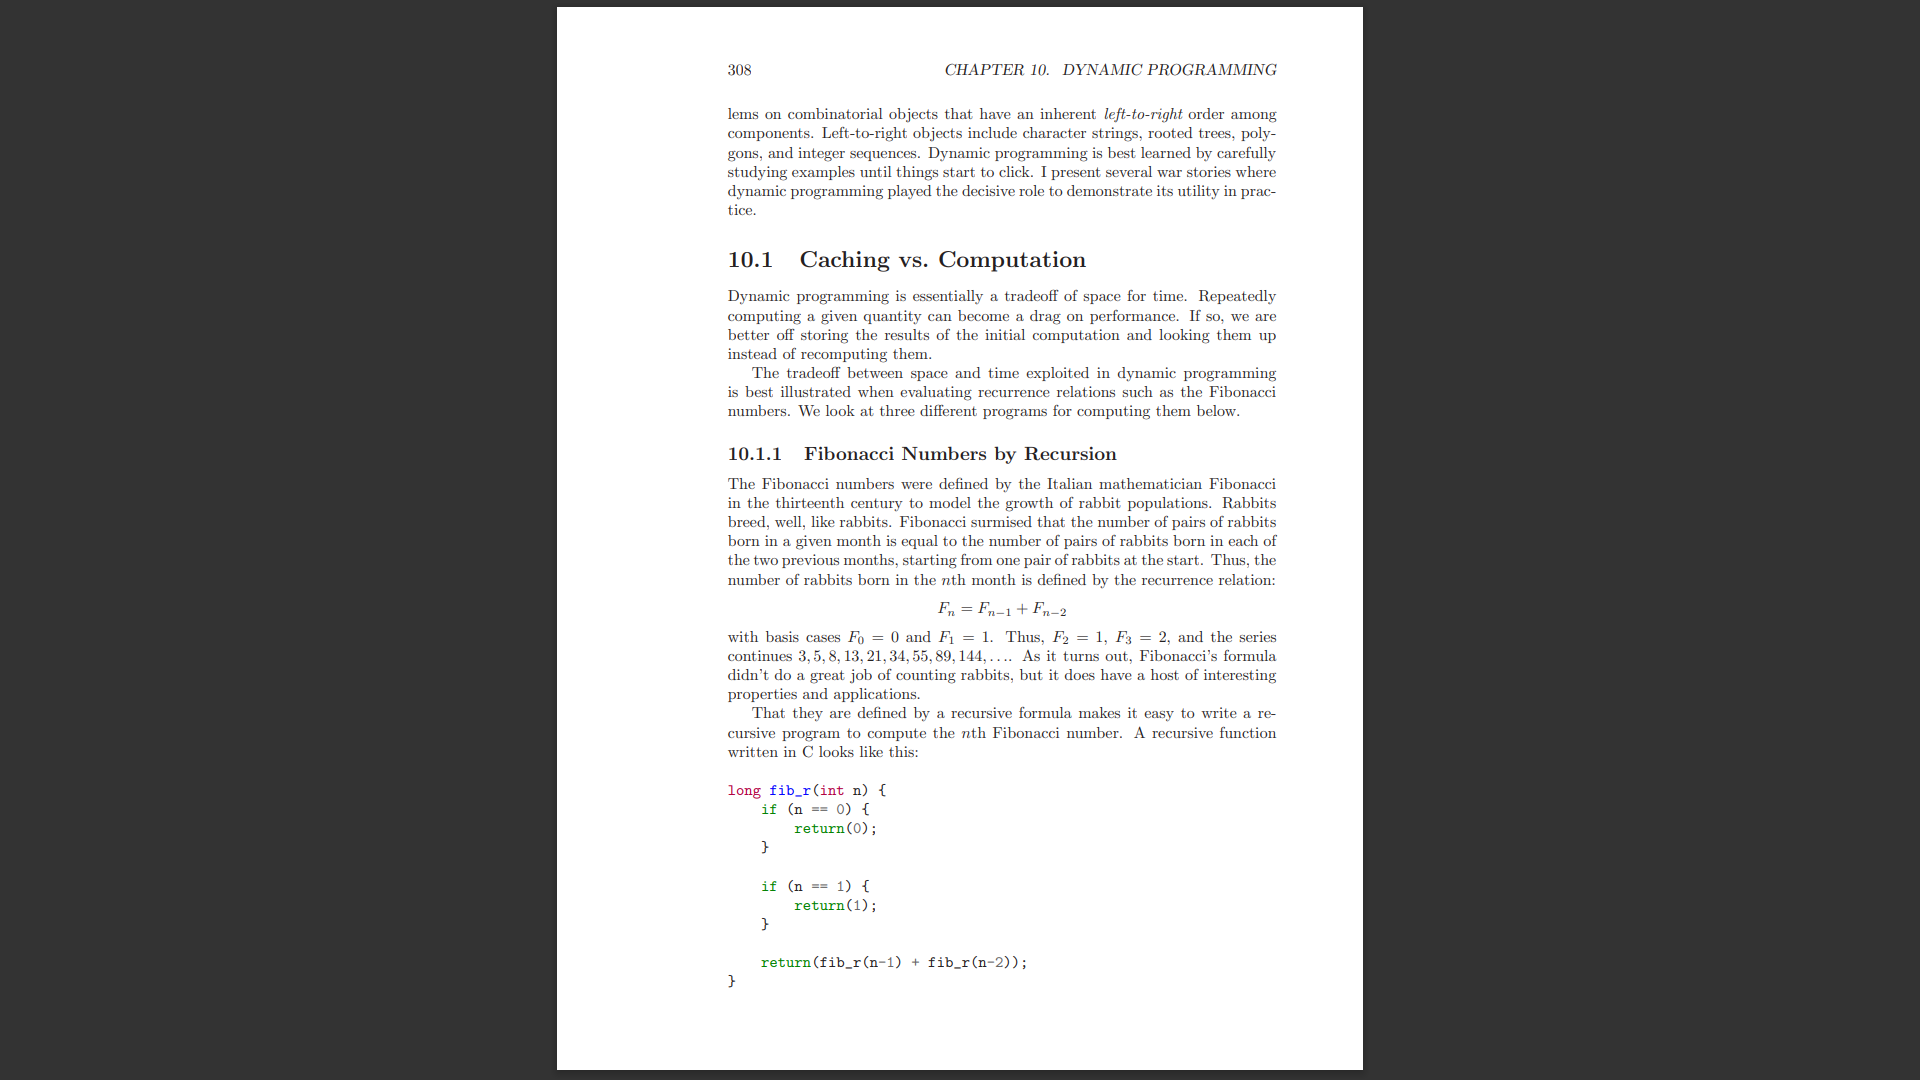 308 CHAPTER 10. DYNAMIC PROGRAMMING
lems on combinatorial objects that have an inherent left-to-right order among
components. Left-to-right objects include character strings, rooted trees, poly-
gons, and integer sequences. Dynamic programming is best learned by carefully
studying examples until things start to click. I present several war stories where
dynamic programming played the decisive role to demonstrate its utility in prac-
tice.
10.1 Caching vs. Computation
Dynamic programming is essentially a tradeoff of space for time. Repeatedly
computing a given quantity can become a drag on performance. If so, we are
better off storing the results of the initial computation and looking them up
instead of recomputing them.
The tradeoff between space and time exploited in dynamic programming
is best illustrated when evaluating recurrence relations such as the Fibonacci
numbers. We look at three different programs for computing them below.
10.1.1 Fibonacci Numbers by Recursion
The Fibonacci numbers were defined by the Italian mathematician Fibonacci
in the thirteenth century to model the growth of rabbit populations. Rabbits
breed, well, like rabbits. Fibonacci surmised that the number of pairs of rabbits
born in a given month is equal to the number of pairs of rabbits born in each of
the two previous months, starting from one pair of rabbits at the start. Thus, the
number of rabbits born in the nth month is defined by the recurrence relation:
Fₙ = Fₙ₋₁ + Fₙ₋₂
with basis cases F₀ = 0 and F₁ = 1. Thus, F₂ = 1, F₃ = 2, and the series
continues 3, 5, 8, 13, 21, 34, 55, 89, 144, .... As it turns out, Fibonacci's formula
didn't do a great job of counting rabbits, but it does have a host of interesting
properties and applications.
That they are defined by a recursive formula makes it easy to write a re-
cursive program to compute the nth Fibonacci number. A recursive function
written in C looks like this:
long fib_r(int n) {
    if (n == 0) {
        return(0);
    }
    if (n == 1) {
        return(1);
    }
    return(fib_r(n-1) + fib_r(n-2));
}